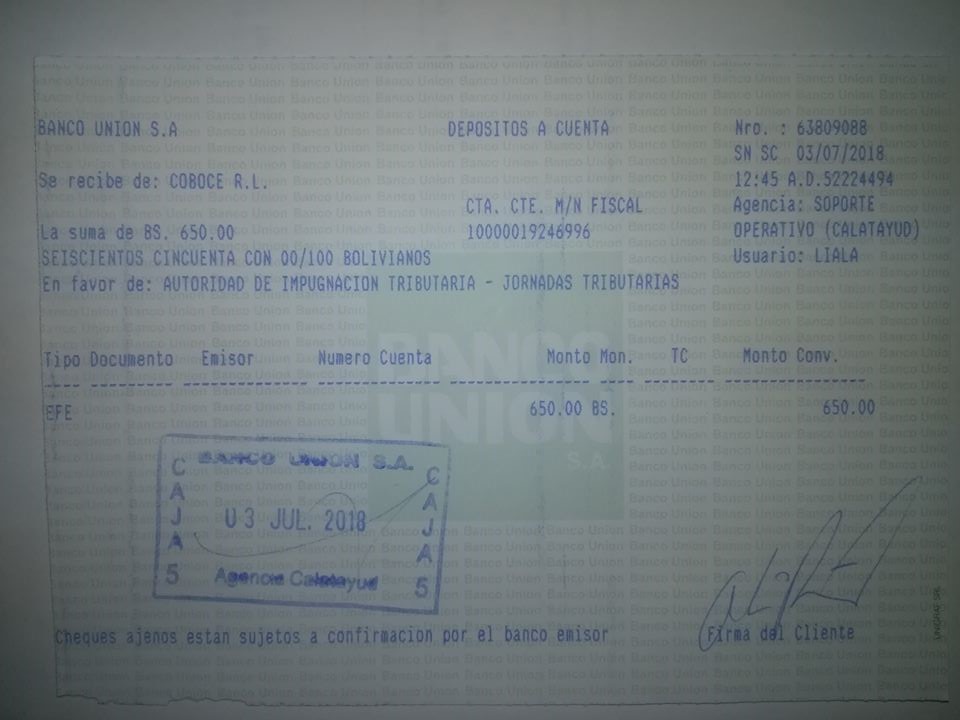 BANCO UNION S.A DEPOSITOS A CUENTA Nro. : 63809088
SN SC 03/07/2018
Se recibe de: COBOCE R.L. 12:45 A.D.52224494
CTA. CTE. M/N FISCAL Agencia: SOPORTE
La suma de BS. 650.00 10000019246996 OPERATIVO (CALATAYUD)
SEISCIENTOS CINCUENTA CON 00/100 BOLIVIANOS Usuario: LIALA
En favor de: AUTORIDAD DE IMPUGNACION TRIBUTARIA - JORNADAS TRIBUTARIAS
Tipo Documento Emisor Numero Cuenta Monto Mon. TC Monto Conv.
EFE 650.00 BS. 650.00
BANCO UNION S.A
BANCO UNION S.A.
CAJA 5
03 JUL. 2018
CAJA 5
Agencia Calatayud
Cheques ajenos estan sujetos a confirmacion por el banco emisor
Firma del Cliente